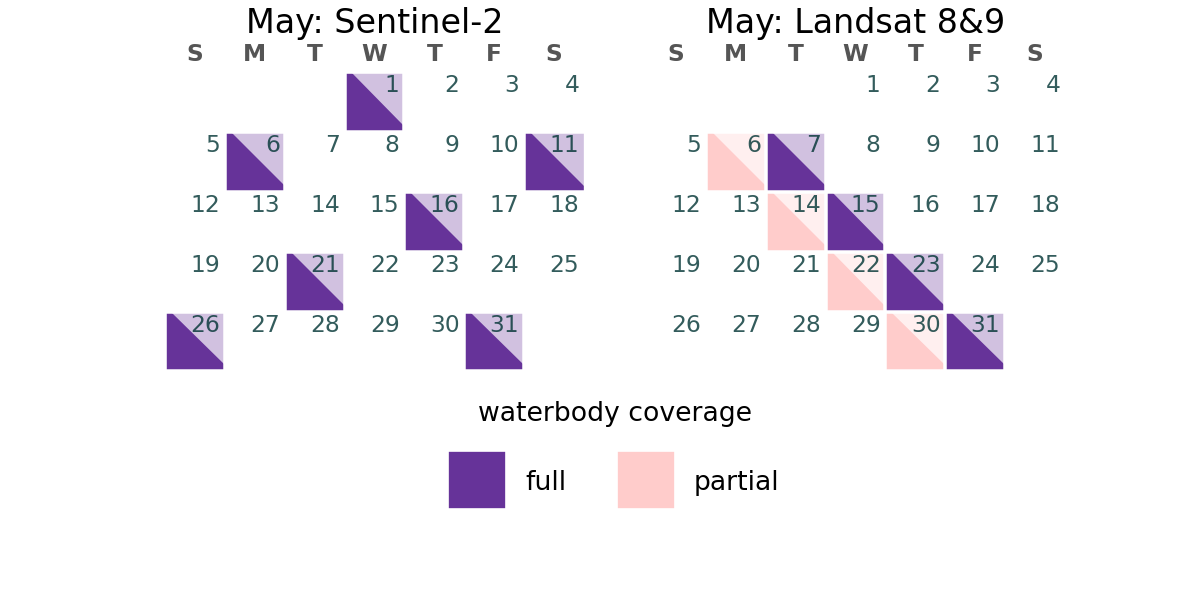 May: Sentinel-2
S M T W T F S
1 2 3 4
5 6 7 8 9 10 11
12 13 14 15 16 17 18
19 20 21 22 23 24 25
26 27 28 29 30 31
May: Landsat 8&9
S M T W T F S
1 2 3 4
5 6 7 8 9 10 11
12 13 14 15 16 17 18
19 20 21 22 23 24 25
26 27 28 29 30 31
waterbody coverage
full partial